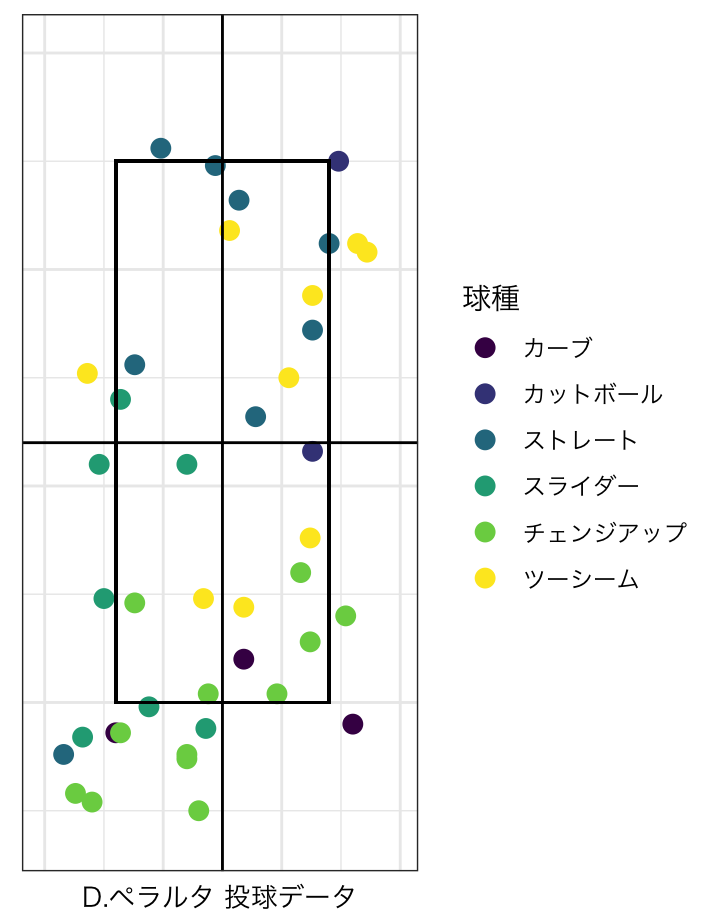 球種
カーブ
カットボール
ストレート
スライダー
チェンジアップ
ツーシーム
D.ペラルタ 投球データ